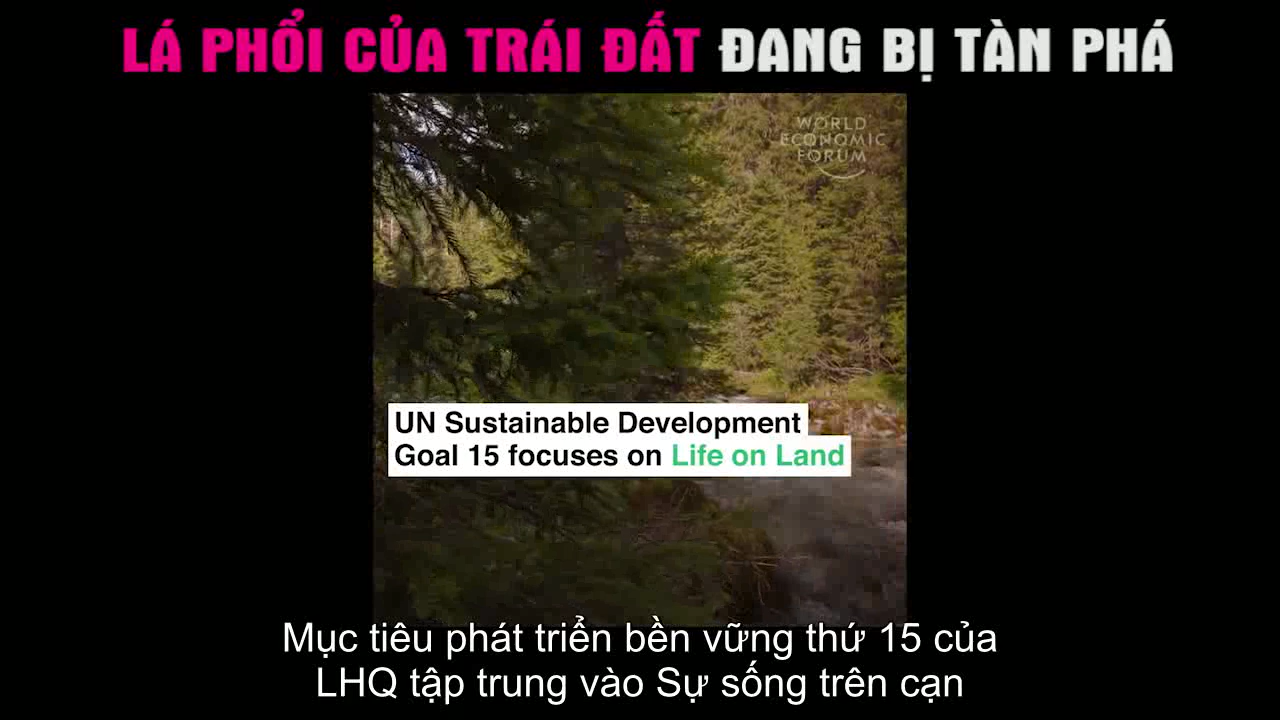 LÁ PHỔI CỦA TRÁI ĐẤT ĐANG BỊ TÀN PHÁ
WORLD
ECONOMIC
FORUM
UN Sustainable Development
Goal 15 focuses on Life on Land
Mục tiêu phát triển bền vững thứ 15 của
LHQ tập trung vào Sự sống trên cạn